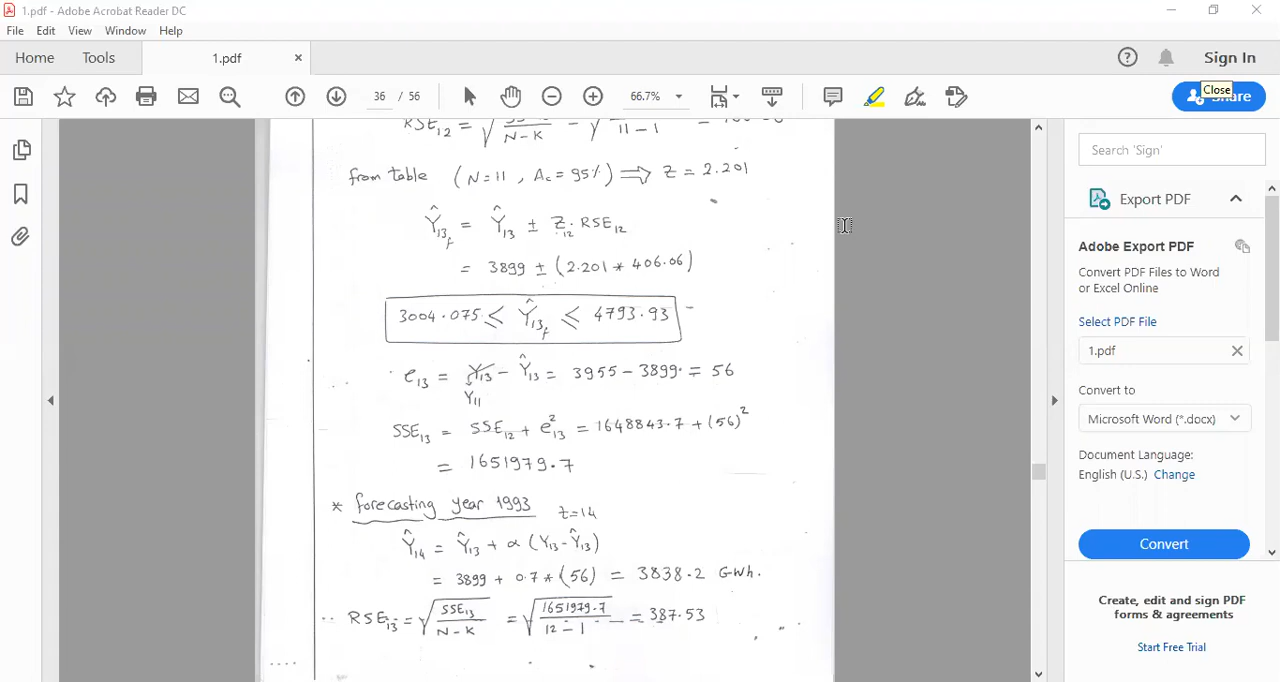 1.pdf - Adobe Acrobat Reader DC
File Edit View Window Help
Home Tools 1.pdf × Sign In
36 / 56 66.7% Close Share
RSE₁₂ = √ N-K = √ 11-1 =
from table (N=11, Ac=95%) ⟹ Z = 2.201
Ŷ₁₃f = Ŷ₁₃ ± Z₁₂ · RSE₁₂
= 3899 ± (2.201 * 406.06)
3004.075 ≤ Ŷ₁₃f ≤ 4793.93
e₁₃ = Y₁₃ - Ŷ₁₃ = 3955 - 3899 = 56
Y₁₁
SSE₁₃ = SSE₁₂ + e²₁₃ = 1648843.7 + (56)²
= 1651979.7
* forecasting year 1993 t=14
Ŷ₁₄ = Ŷ₁₃ + α (Y₁₃ - Ŷ₁₃)
= 3899 + 0.7 * (56) = 3838.2 GWh.
∴ RSE₁₃ = √ SSE₁₃ / N-K = √ 1651979.7 / 12-1 = 387.53
Search 'Sign'
Export PDF
Adobe Export PDF
Convert PDF Files to Word
or Excel Online
Select PDF File
1.pdf ×
Convert to
Microsoft Word (*.docx)
Document Language:
English (U.S.) Change
Convert
Create, edit and sign PDF
forms & agreements
Start Free Trial